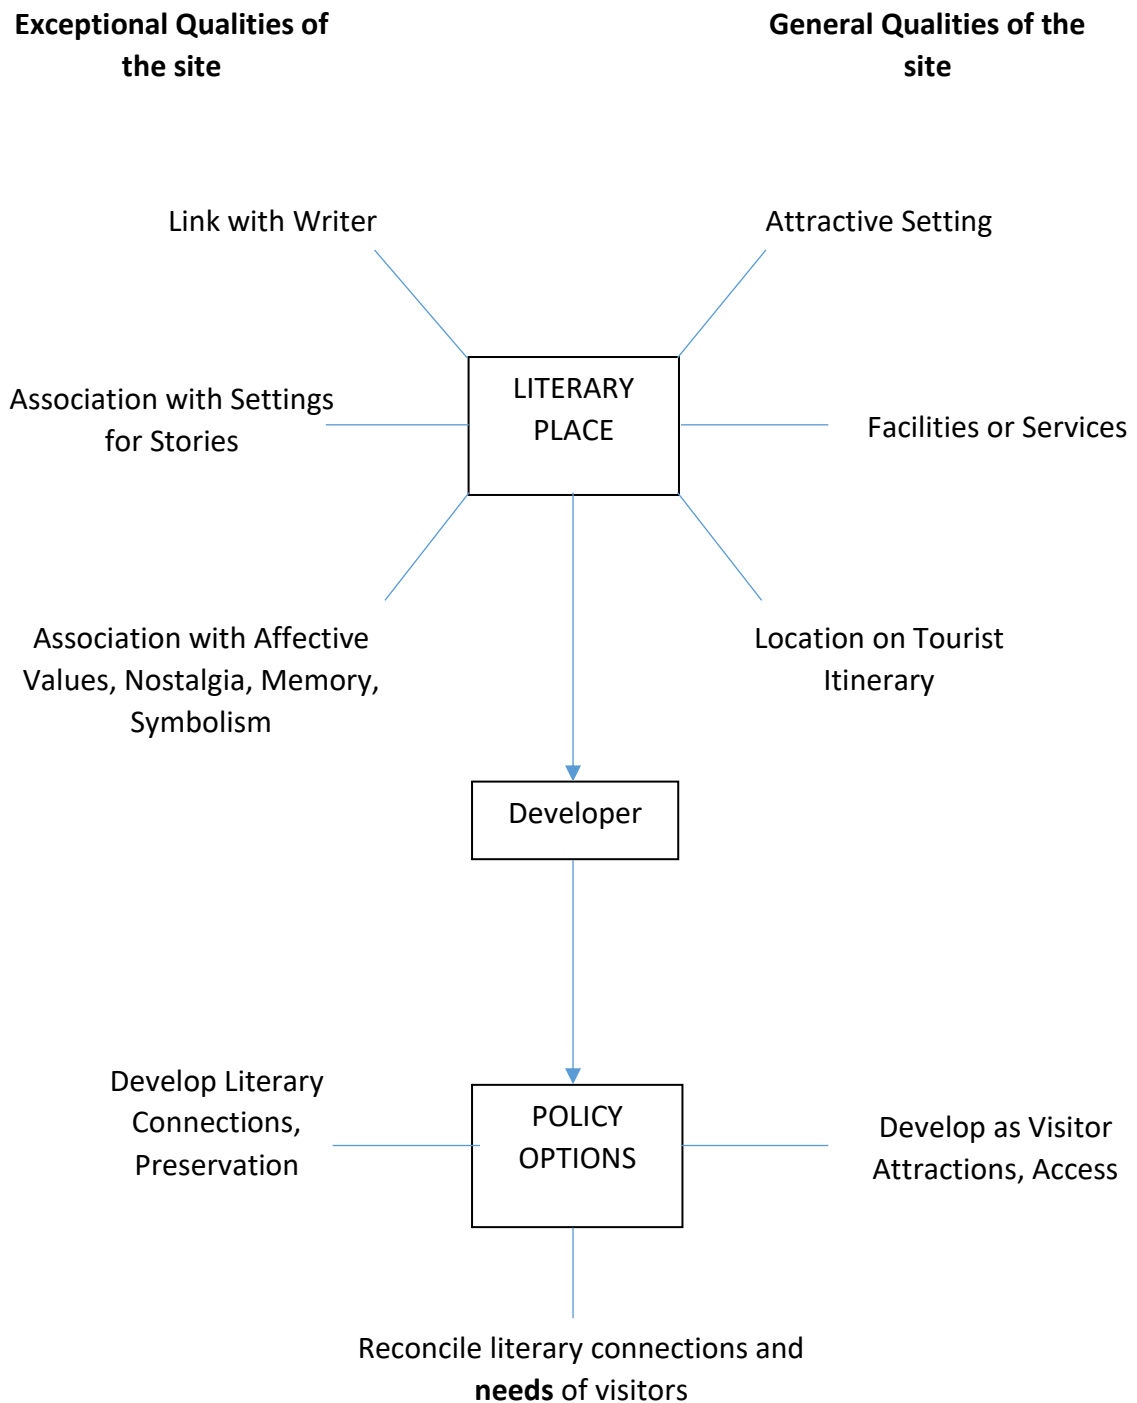 Exceptional Qualities of
the site
General Qualities of the
site
Link with Writer
Attractive Setting
LITERARY
PLACE
Association with Settings
for Stories
Facilities or Services
Association with Affective
Values, Nostalgia, Memory,
Symbolism
Location on Tourist
Itinerary
Developer
Develop Literary
Connections,
Preservation
POLICY
OPTIONS
Develop as Visitor
Attractions, Access
Reconcile literary connections and
needs of visitors